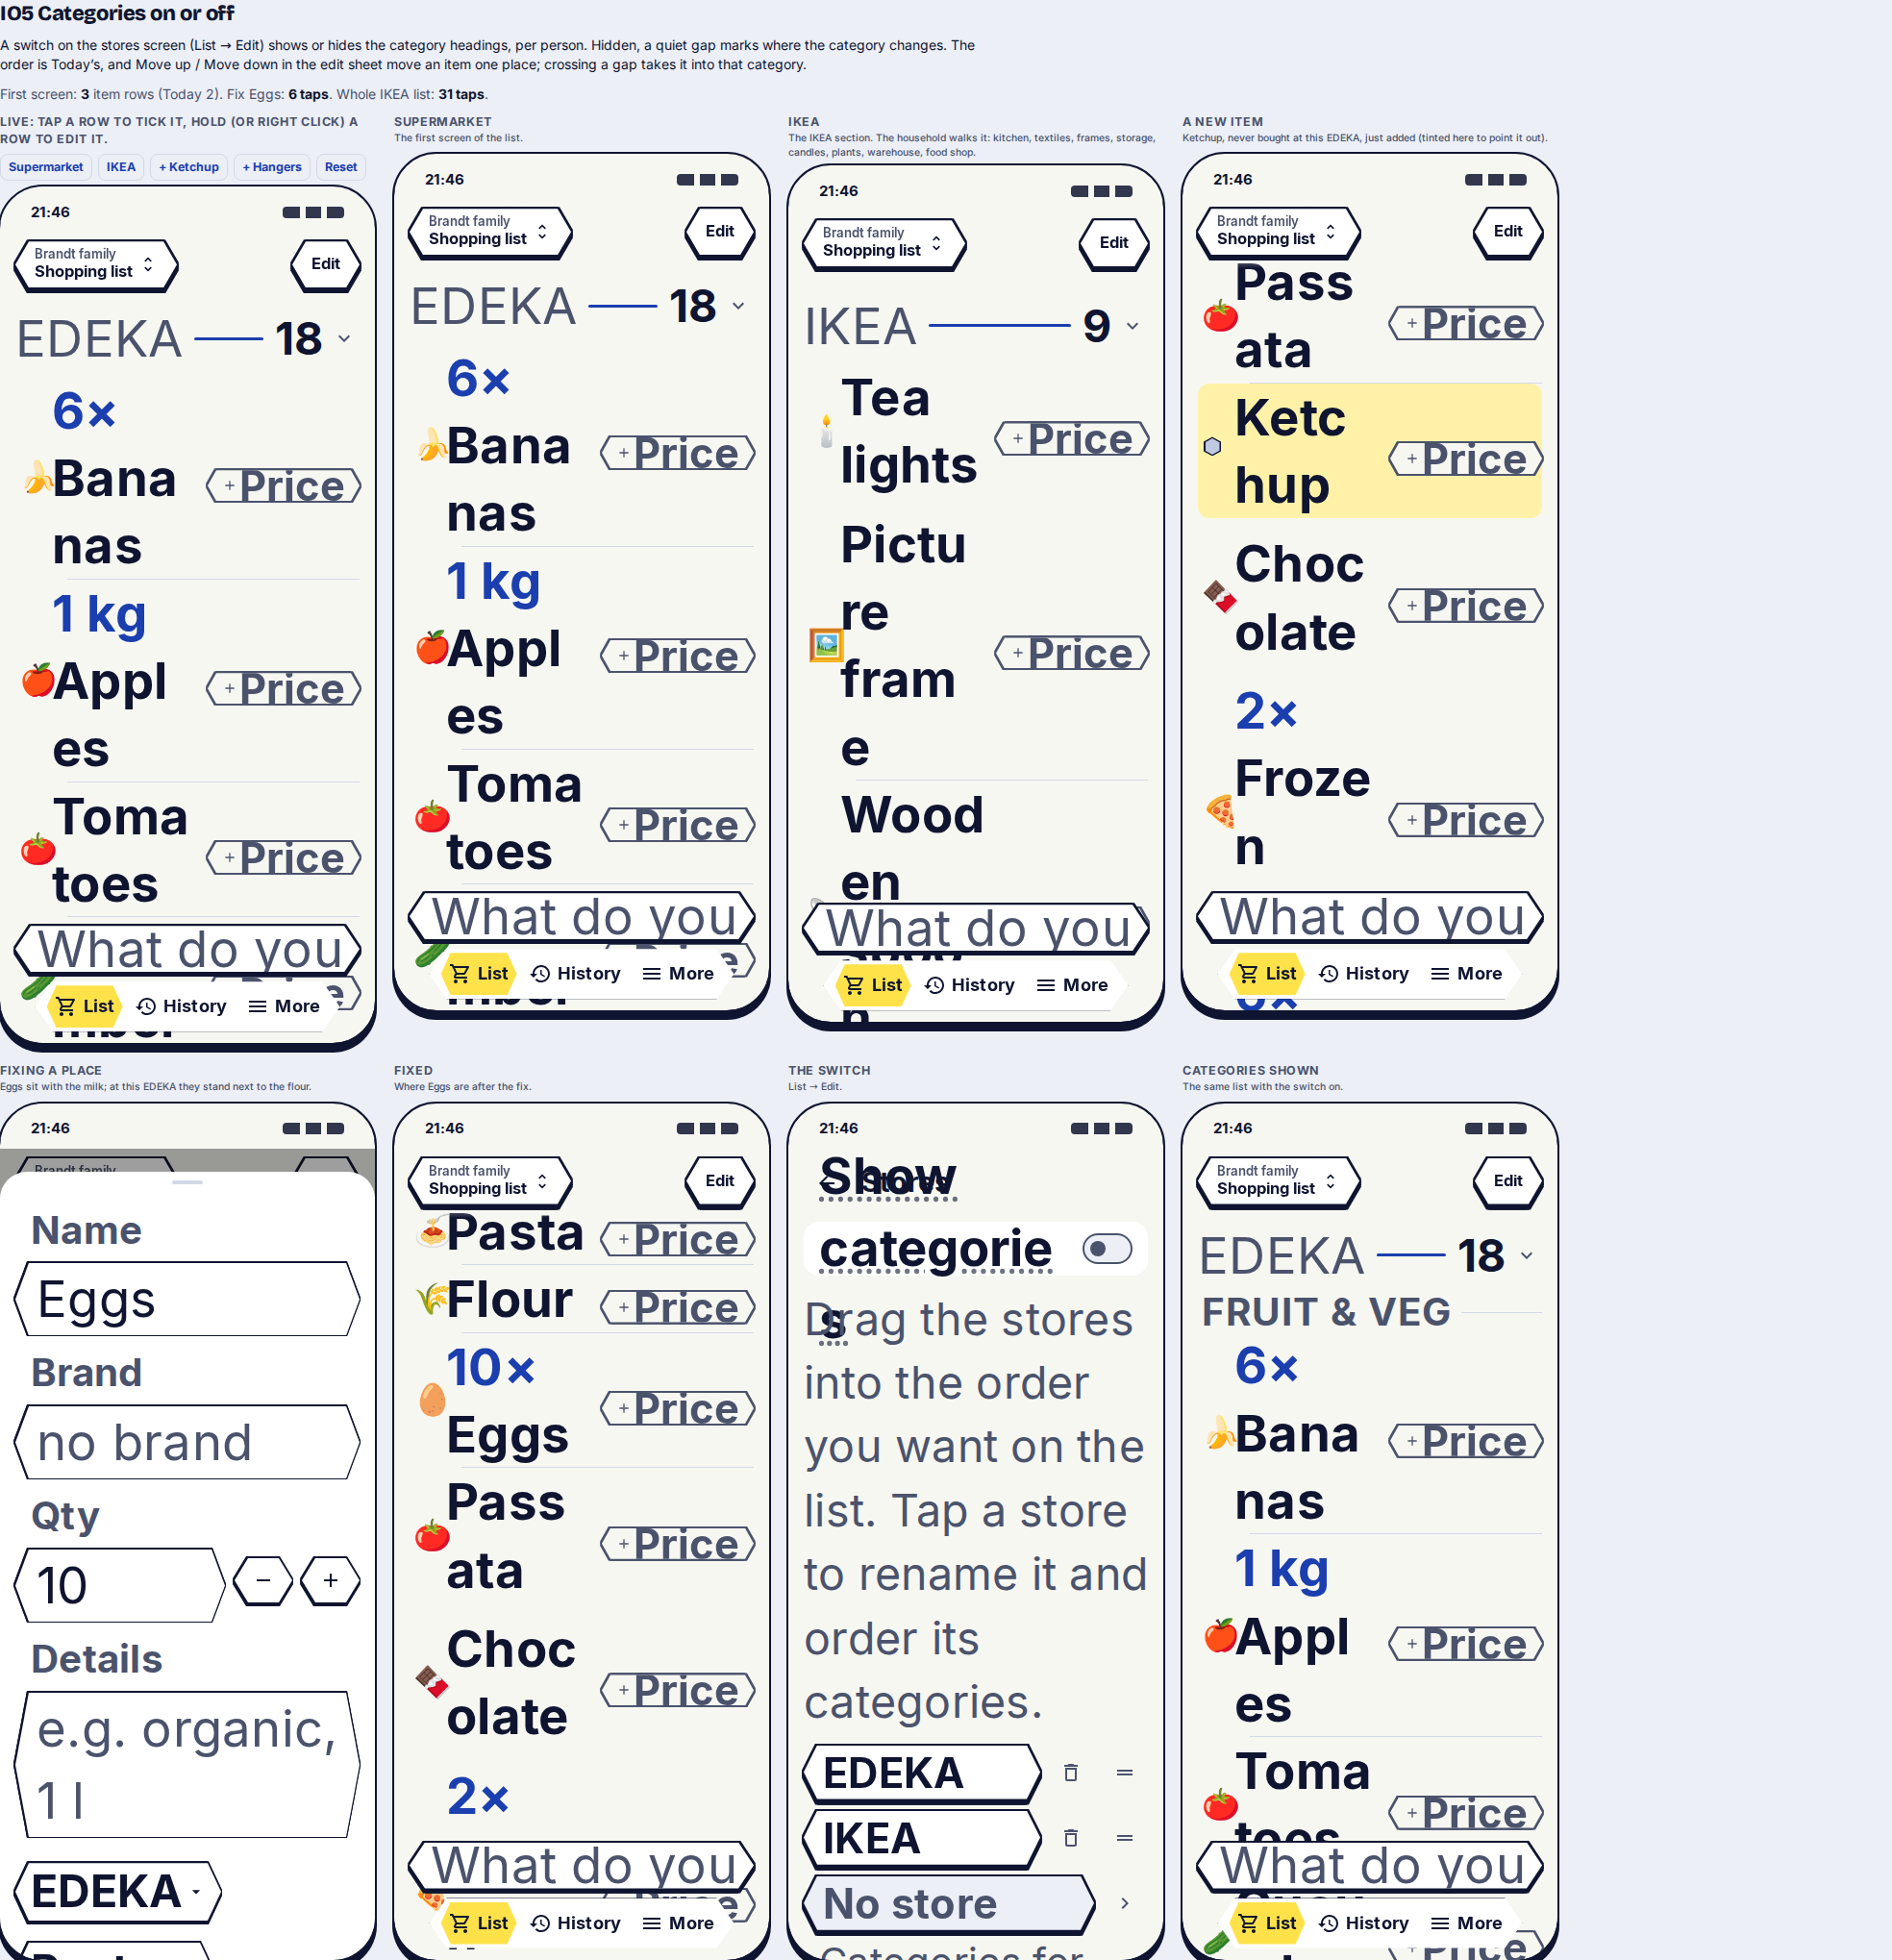 IO5 Categories on or off
A switch on the stores screen (List → Edit) shows or hides the category headings, per person. Hidden, a quiet gap marks where the category changes. The
order is Today's, and Move up / Move down in the edit sheet move an item one place; crossing a gap takes it into that category.
First screen: 3 item rows (Today 2). Fix Eggs: 6 taps. Whole IKEA list: 31 taps.
LIVE: TAP A ROW TO TICK IT, HOLD (OR RIGHT CLICK) A
ROW TO EDIT IT.
Supermarket IKEA + Ketchup + Hangers Reset
21:46
Brandt family
Shopping list
Edit
EDEKA 18
6×
Bana
nas
+ Price
1 kg
Appl
es
+ Price
Toma
toes
+ Price
What do you
List History More
SUPERMARKET
The first screen of the list.
21:46
Brandt family
Shopping list
Edit
EDEKA 18
6×
Bana
nas
+ Price
1 kg
Appl
es
+ Price
Toma
toes
+ Price
What do you
List History More
IKEA
The IKEA section. The household walks it: kitchen, textiles, frames, storage,
candles, plants, warehouse, food shop.
21:46
Brandt family
Shopping list
Edit
IKEA 9
Tea
lights
+ Price
Pictu
re
fram
e
+ Price
Wood
en
What do you
List History More
A NEW ITEM
Ketchup, never bought at this EDEKA, just added (tinted here to point it out).
21:46
Brandt family
Shopping list
Edit
Pass
ata
+ Price
Ketc
hup
+ Price
Choc
olate
+ Price
2×
Froze
n
+ Price
What do you
List History More
FIXING A PLACE
Eggs sit with the milk; at this EDEKA they stand next to the flour.
21:46
Brandt family
Name
Eggs
Brand
no brand
Qty
10 − +
Details
e.g. organic,
1 l
EDEKA
FIXED
Where Eggs are after the fix.
21:46
Brandt family
Shopping list
Edit
Pasta + Price
Flour + Price
10×
Eggs
+ Price
Pass
ata
+ Price
Choc
olate
+ Price
2×
What do you
List History More
THE SWITCH
List → Edit.
21:46
Stores
Show
categorie
s
Drag the stores
into the order
you want on the
list. Tap a store
to rename it and
order its
categories.
EDEKA
IKEA
No store
Categories for
CATEGORIES SHOWN
The same list with the switch on.
21:46
Brandt family
Shopping list
Edit
EDEKA 18
FRUIT & VEG
6×
Bana
nas
+ Price
1 kg
Appl
es
+ Price
Toma
toes
+ Price
What do you
List History More